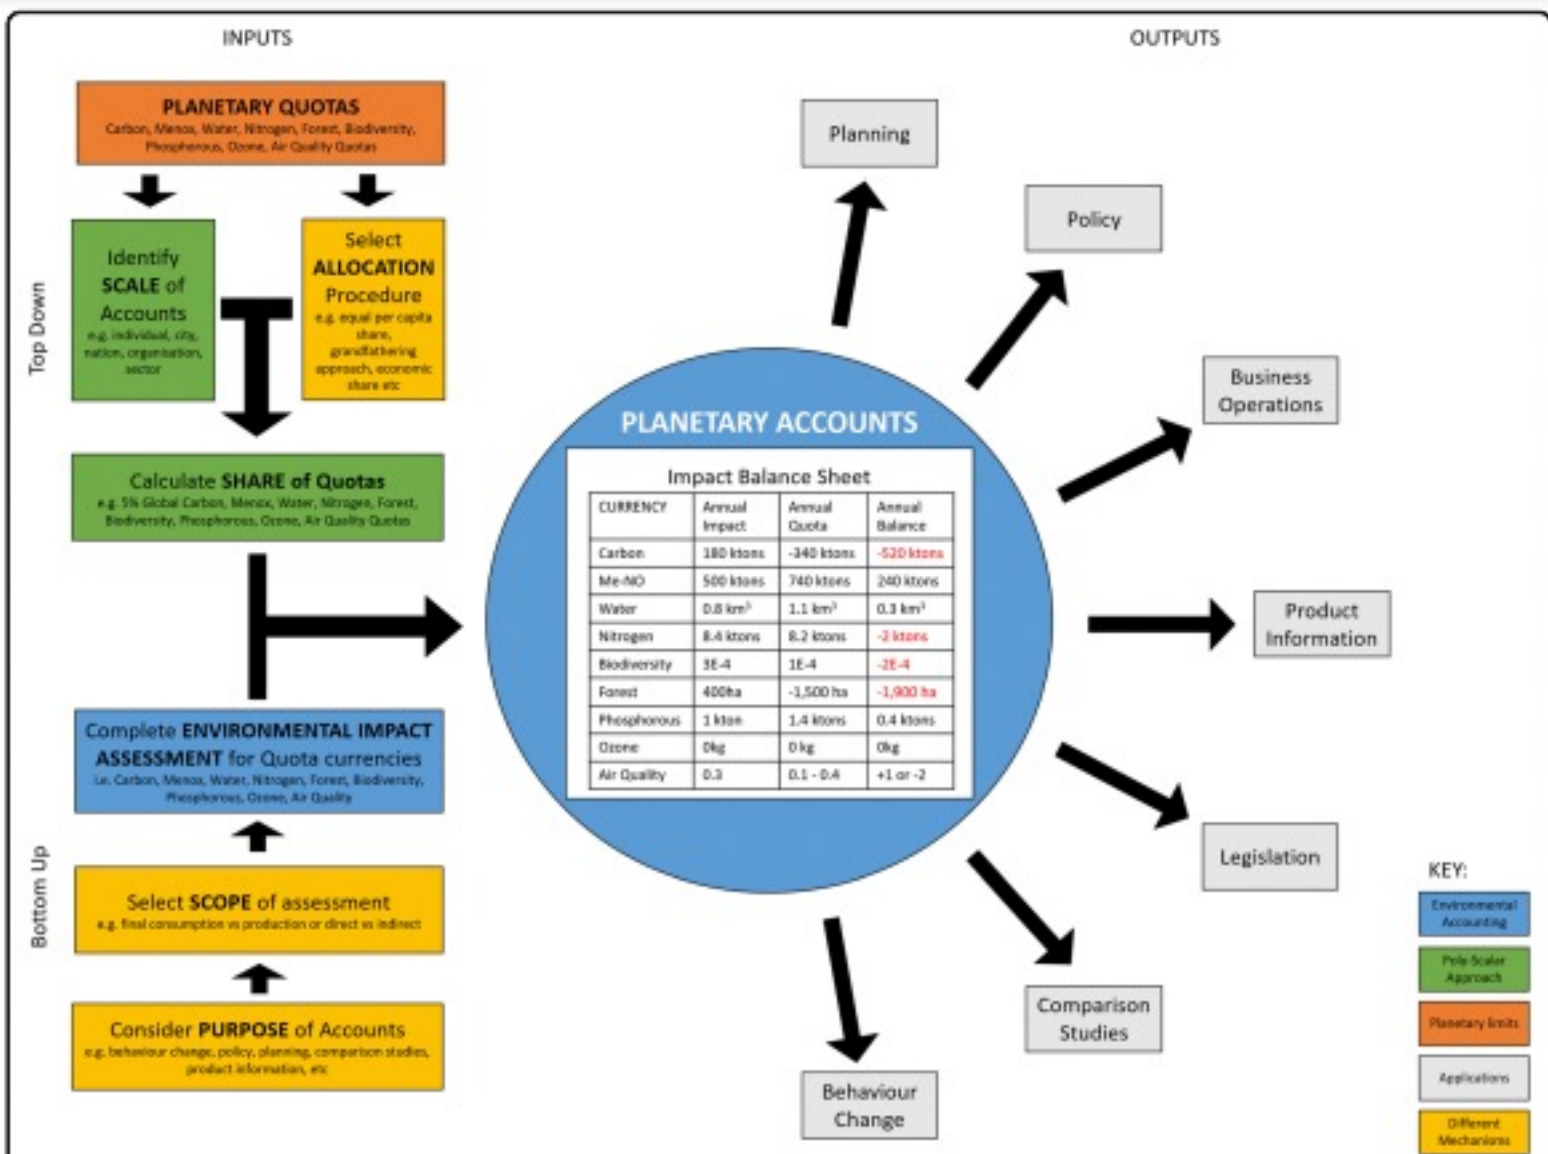 INPUTS
OUTPUTS
PLANETARY QUOTAS
Carbon, Menox, Water, Nitrogen, Forest, Biodiversity,
Phosphorous, Ozone, Air Quality Quotas
Top Down
Identify
SCALE of
Accounts
e.g. individual, city,
nation, organisation,
sector
Select
ALLOCATION
Procedure
e.g. equal per capita
share,
grandfathering
approach, economic
share etc
Calculate SHARE of Quotas
e.g. 5% Global Carbon, Menox, Water, Nitrogen, Forest,
Biodiversity, Phosphorous, Ozone, Air Quality Quotas
Bottom Up
Complete ENVIRONMENTAL IMPACT
ASSESSMENT for Quota currencies
i.e. Carbon, Menox, Water, Nitrogen, Forest, Biodiversity,
Phosphorous, Ozone, Air Quality
Select SCOPE of assessment
e.g. final consumption vs production or direct vs indirect
Consider PURPOSE of Accounts
e.g. behaviour change, policy, planning, comparison studies,
product information, etc
PLANETARY ACCOUNTS
Impact Balance Sheet
CURRENCY Annual Impact Annual Quota Annual Balance
Carbon 180 ktons -340 ktons -520 ktons
Me-NO 500 ktons 740 ktons 240 ktons
Water 0.8 km³ 1.1 km³ 0.3 km³
Nitrogen 8.4 ktons 8.2 ktons -2 ktons
Biodiversity 3E-4 1E-4 -2E-4
Forest 400ha -1,500 ha -1,900 ha
Phosphorous 1 kton 1.4 ktons 0.4 ktons
Ozone 0kg 0 kg 0kg
Air Quality 0.3 0.1 - 0.4 +1 or -2
Planning
Policy
Business
Operations
Product
Information
Legislation
Comparison
Studies
Behaviour
Change
KEY:
Environmental
Accounting
Poly-Scalar
Approach
Planetary limits
Applications
Different
Mechanisms